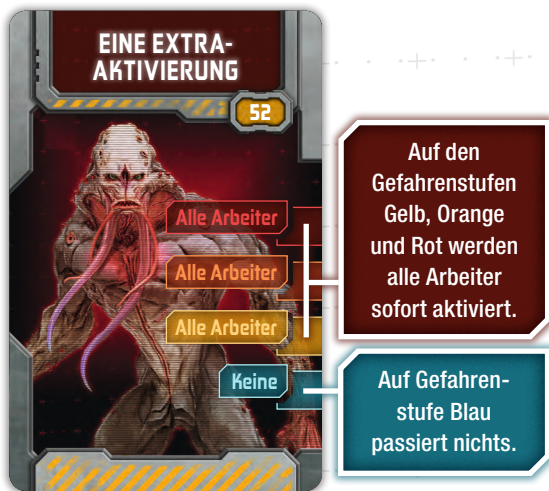 EINE EXTRA-
AKTIVIERUNG
52
Alle Arbeiter
Alle Arbeiter
Alle Arbeiter
Keine
Auf den
Gefahrenstufen
Gelb, Orange
und Rot werden
alle Arbeiter
sofort aktiviert.
Auf Gefahren-
stufe Blau
passiert nichts.